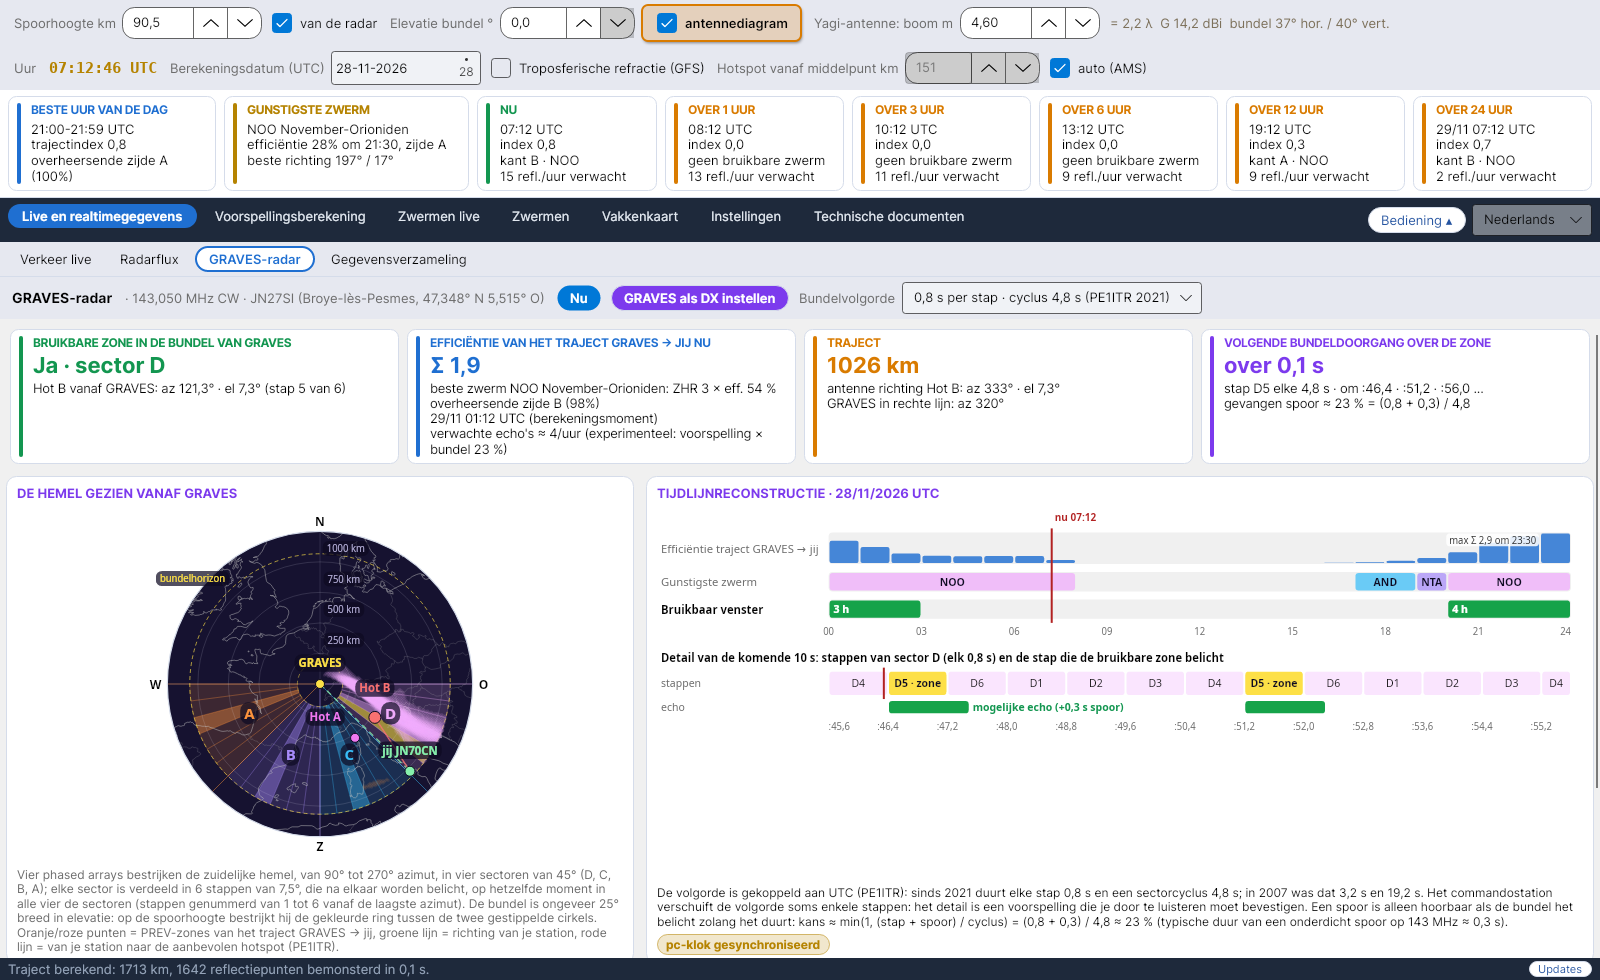 Spoorhoogte km 90,5 van de radar Elevatie bundel ° 0,0 antennediagram Yagi-antenne: boom m 4,60 = 2,2 λ G 14,2 dBi bundel 37° hor. / 40° vert.
Uur 07:12:46 UTC Berekeningsdatum (UTC) 28-11-2026 28 Troposferische refractie (GFS) Hotspot vanaf middelpunt km 151 auto (AMS)
BESTE UUR VAN DE DAG
21:00-21:59 UTC
trajectindex 0,8
overheersende zijde A
(100%)
GUNSTIGSTE ZWERM
NOO November-Orioniden
efficiëntie 28% om 21:30, zijde A
beste richting 197° / 17°
NU
07:12 UTC
index 0,8
kant B · NOO
15 refl./uur verwacht
OVER 1 UUR
08:12 UTC
index 0,0
geen bruikbare zwerm
13 refl./uur verwacht
OVER 3 UUR
10:12 UTC
index 0,0
geen bruikbare zwerm
11 refl./uur verwacht
OVER 6 UUR
13:12 UTC
index 0,0
geen bruikbare zwerm
9 refl./uur verwacht
OVER 12 UUR
19:12 UTC
index 0,3
kant A · NOO
9 refl./uur verwacht
OVER 24 UUR
29/11 07:12 UTC
index 0,7
kant B · NOO
2 refl./uur verwacht
Live en realtimegegevens Voorspellingsberekening Zwermen live Zwermen Vakkenkaart Instellingen Technische documenten Bediening ▴ Nederlands
Verkeer live Radarflux GRAVES-radar Gegevensverzameling
GRAVES-radar · 143,050 MHz CW · JN27SI (Broye-lès-Pesmes, 47,348° N 5,515° O) Nu GRAVES als DX instellen Bundelvolgorde 0,8 s per stap · cyclus 4,8 s (PE1ITR 2021)
BRUIKBARE ZONE IN DE BUNDEL VAN GRAVES
Ja · sector D
Hot B vanaf GRAVES: az 121,3° · el 7,3° (stap 5 van 6)
EFFICIËNTIE VAN HET TRAJECT GRAVES → JIJ NU
Σ 1,9
beste zwerm NOO November-Orioniden: ZHR 3 × eff. 54 %
overheersende zijde B (98%)
29/11 01:12 UTC (berekeningsmoment)
verwachte echo's ≈ 4/uur (experimenteel: voorspelling ×
bundel 23 %)
TRAJECT
1026 km
antenne richting Hot B: az 333° · el 7,3°
GRAVES in rechte lijn: az 320°
VOLGENDE BUNDELDOORGANG OVER DE ZONE
over 0,1 s
stap D5 elke 4,8 s · om :46,4 · :51,2 · :56,0 ...
gevangen spoor ≈ 23 % = (0,8 + 0,3) / 4,8
DE HEMEL GEZIEN VANAF GRAVES
N
1000 km
bundelhorizon
750 km
500 km
250 km
GRAVES
W
O
Hot B
A
Hot A
D
B
C
jij JN70CN
Z
Vier phased arrays bestrijken de zuidelijke hemel, van 90° tot 270° azimut, in vier sectoren van 45° (D, C,
B, A); elke sector is verdeeld in 6 stappen van 7,5°, die na elkaar worden belicht, op hetzelfde moment in
alle vier de sectoren (stappen genummerd van 1 tot 6 vanaf de laagste azimut). De bundel is ongeveer 25°
breed in elevatie: op de spoorhoogte bestrijkt hij de gekleurde ring tussen de twee gestippelde cirkels.
Oranje/roze punten = PREV-zones van het traject GRAVES → jij, groene lijn = richting van je station, rode
lijn = van je station naar de aanbevolen hotspot (PE1ITR).
TIJDLIJNRECONSTRUCTIE · 28/11/2026 UTC
nu 07:12
Efficiëntie traject GRAVES → jij max Σ 2,9 om 23:30
Gunstigste zwerm NOO AND NTA NOO
Bruikbaar venster 3 h 4 h
00 03 06 09 12 15 18 21 24
Detail van de komende 10 s: stappen van sector D (elk 0,8 s) en de stap die de bruikbare zone belicht
stappen D4 D5 · zone D6 D1 D2 D3 D4 D5 · zone D6 D1 D2 D3 D4
echo mogelijke echo (+0,3 s spoor)
:45,6 :46,4 :47,2 :48,0 :48,8 :49,6 :50,4 :51,2 :52,0 :52,8 :53,6 :54,4 :55,2
De volgorde is gekoppeld aan UTC (PE1ITR): sinds 2021 duurt elke stap 0,8 s en een sectorcyclus 4,8 s; in 2007 was dat 3,2 s en 19,2 s. Het commandostation
verschuift de volgorde soms enkele stappen: het detail is een voorspelling die je door te luisteren moet bevestigen. Een spoor is alleen hoorbaar als de bundel het
belicht zolang het duurt: kans ≈ min(1, (stap + spoor) / cyclus) = (0,8 + 0,3) / 4,8 ≈ 23 % (typische duur van een onderdicht spoor op 143 MHz ≈ 0,3 s).
pc-klok gesynchroniseerd
Traject berekend: 1713 km, 1642 reflectiepunten bemonsterd in 0,1 s. Updates